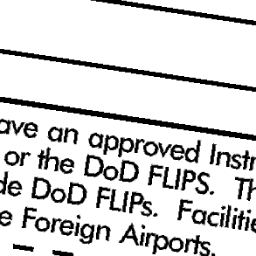 ave an approved Instr
or the DoD FLIPS. Th
de DoD FLIPs. Facilitie
e Foreign Airports.